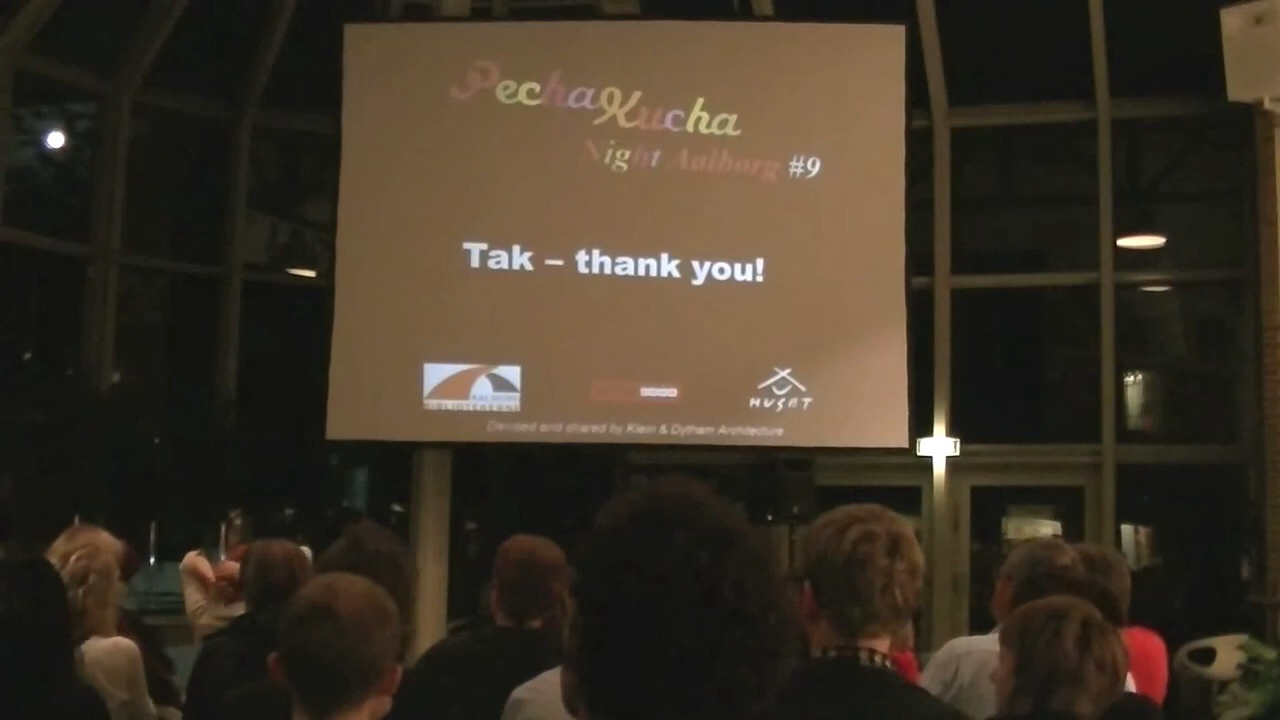 PechaKucha
Night Aalborg #9
Tak – thank you!
HUSET
Devised and shared by Klein & Dytham Architecture